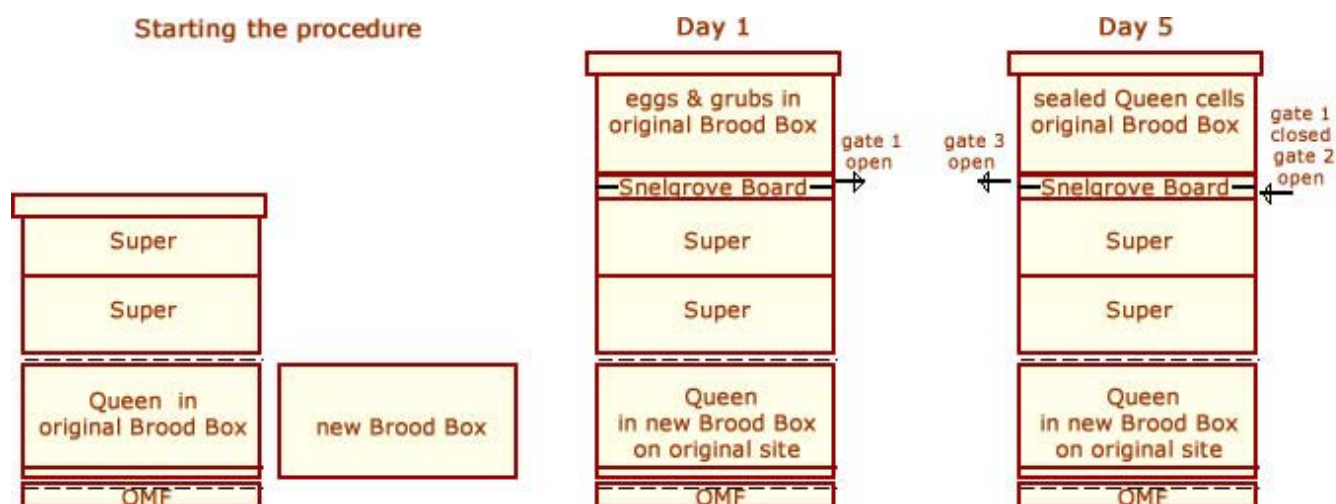 Starting the procedure
Super
Super
Queen in
original Brood Box
OMF
new Brood Box
Day 1
eggs & grubs in
original Brood Box
gate 1
open
Snelgrove Board
Super
Super
Queen
in new Brood Box
on original site
OMF
Day 5
sealed Queen cells
original Brood Box
gate 3
open
gate 1
closed
gate 2
open
Snelgrove Board
Super
Super
Queen
in new Brood Box
on original site
OMF